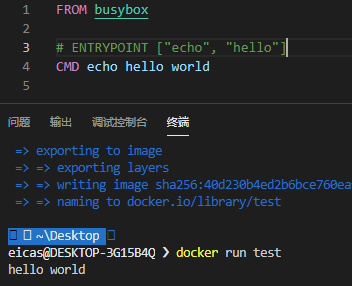 1 FROM busybox
2
3 # ENTRYPOINT ["echo", "hello"]
4 CMD echo hello world
5
问题 输出 调试控制台 终端
=> exporting to image
=> => exporting layers
=> => writing image sha256:40d230b4ed2b6bce760ea
=> => naming to docker.io/library/test
~\Desktop
eicas@DESKTOP-3G15B4Q ❯ docker run test
hello world